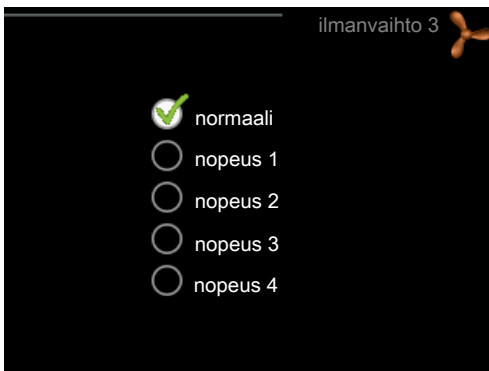 ilmanvaihto 3
normaali
nopeus 1
nopeus 2
nopeus 3
nopeus 4